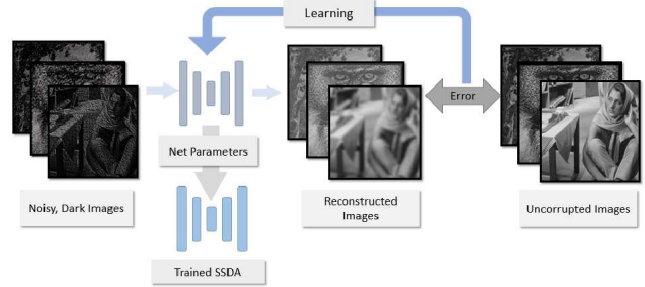 Learning
Error
Net Parameters
Noisy, Dark Images
Reconstructed
Images
Uncorrupted Images
Trained SSDA